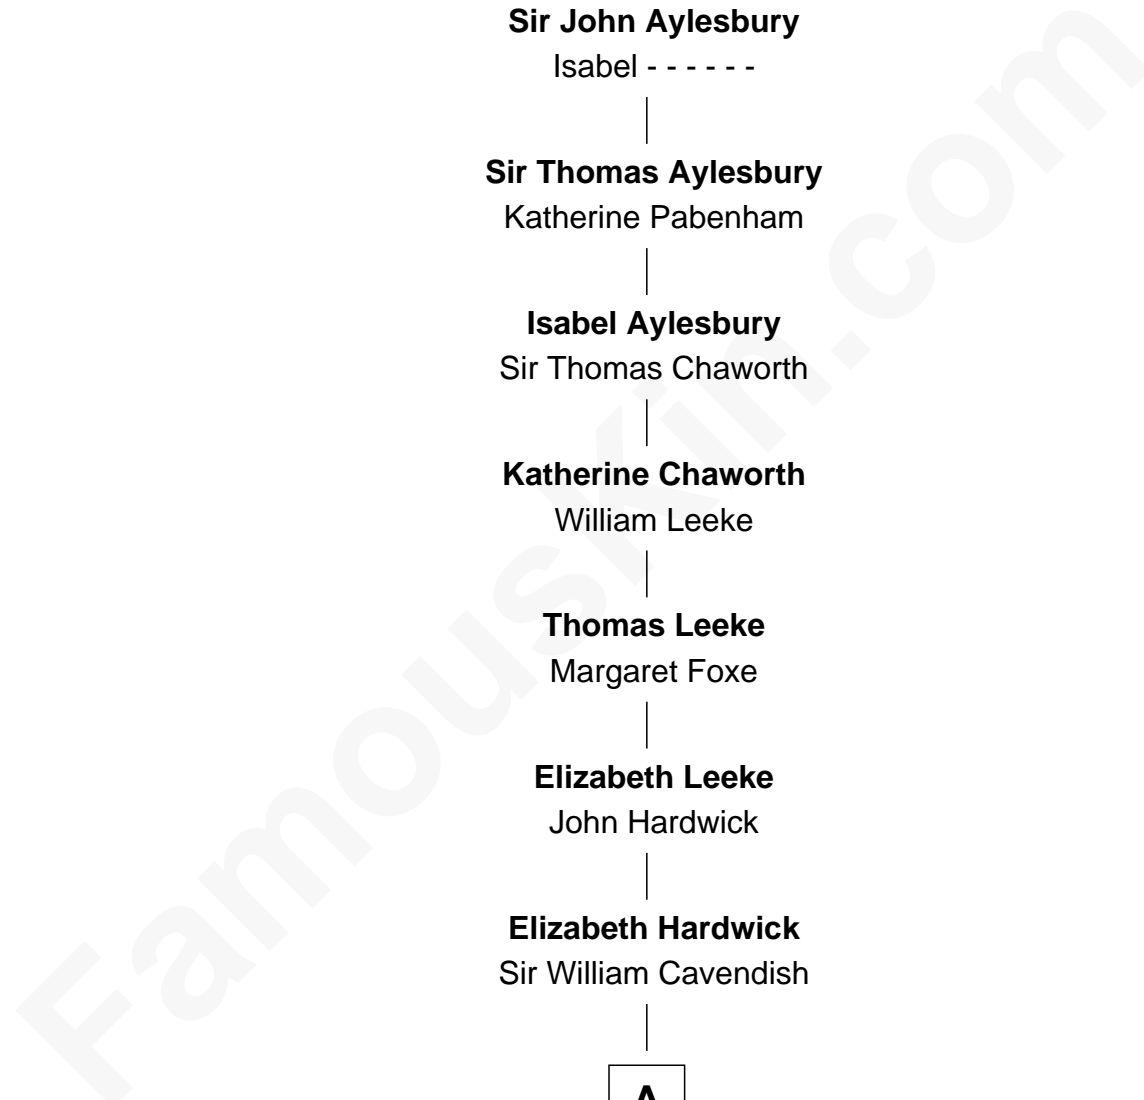 Sir John Aylesbury
Isabel - - - - - -
Sir Thomas Aylesbury
Katherine Pabenham
Isabel Aylesbury
Sir Thomas Chaworth
Katherine Chaworth
William Leeke
Thomas Leeke
Margaret Foxe
Elizabeth Leeke
John Hardwick
Elizabeth Hardwick
Sir William Cavendish
A
FamousKin.com